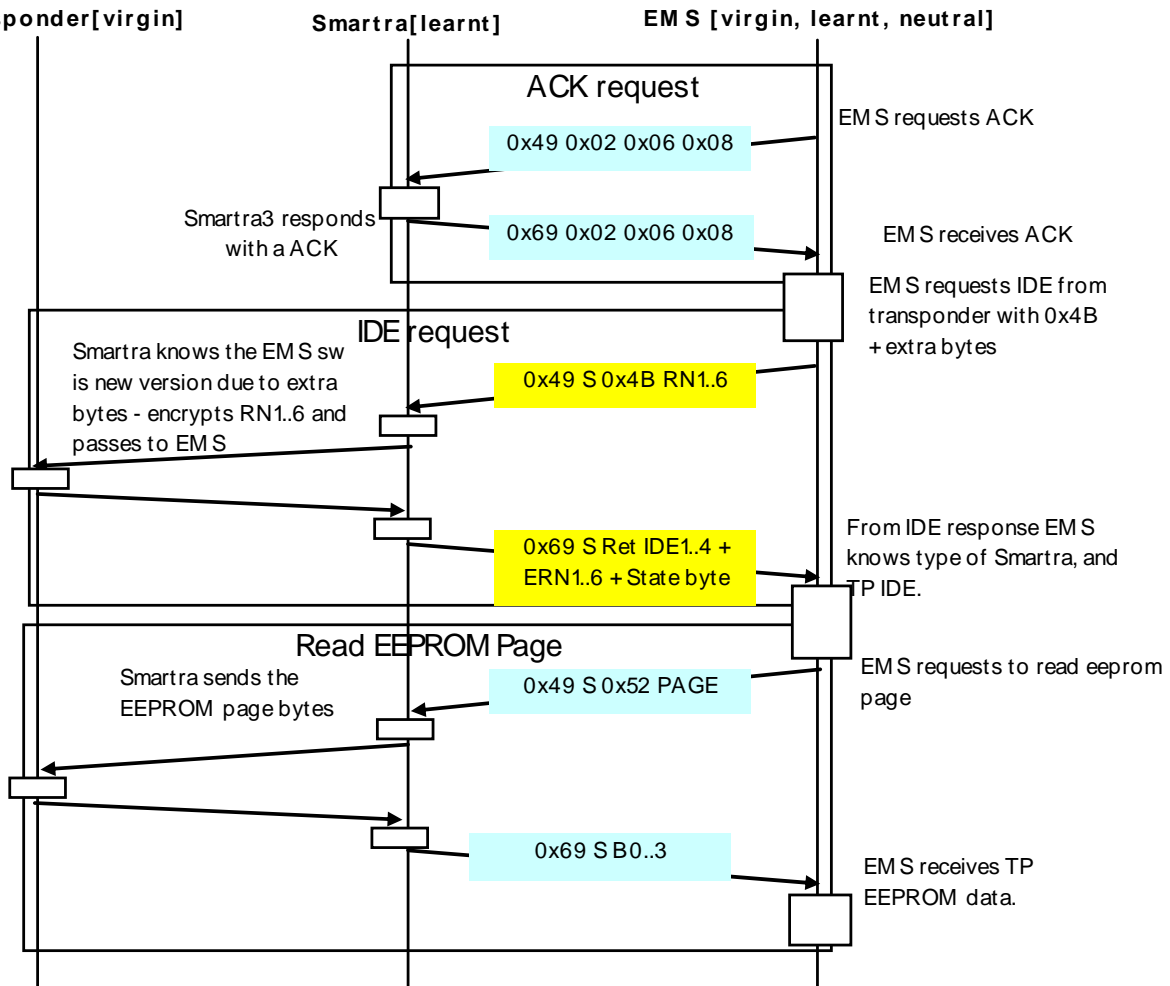 sponder[virgin]
Smartra[learnt]
EMS [virgin, learnt, neutral]
ACK request
EMS requests ACK
0x49 0x02 0x06 0x08
Smartra3 responds
with a ACK
0x69 0x02 0x06 0x08
EMS receives ACK
EMS requests IDE from
transponder with 0x4B
+ extra bytes
IDE request
Smartra knows the EMS sw
is new version due to extra
bytes - encrypts RN1..6 and
passes to EMS
0x49 S 0x4B RN1..6
0x69 S Ret IDE1..4 +
ERN1..6 + State byte
From IDE response EMS
knows type of Smartra, and
TP IDE.
Read EEPROM Page
Smartra sends the
EEPROM page bytes
0x49 S 0x52 PAGE
EMS requests to read eeprom
page
0x69 S B0..3
EMS receives TP
EEPROM data.